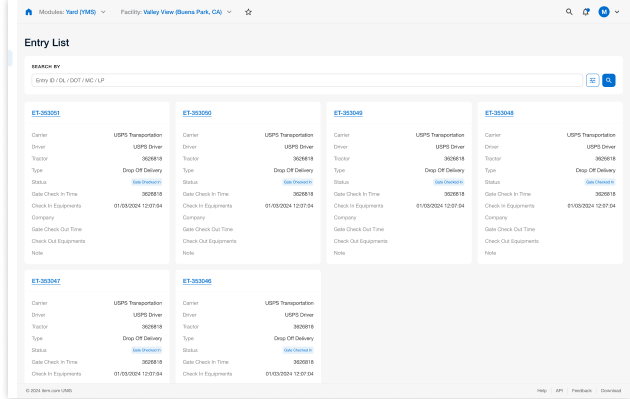 Modules: Yard (YMS) Facility: Valley View (Buena Park, CA) M
Entry List
SEARCH BY
Entry ID / DL / DOT / MC / LP
ET-353051
Carrier USPS Transportation
Driver USPS Driver
Tractor 3626818
Type Drop Off Delivery
Status Gate Checked In
Gate Check In Time 3626818
Check In Equipments 01/03/2024 12:07:04
Company
Gate Check Out Time
Check Out Equipments
Note
ET-353050
Carrier USPS Transportation
Driver USPS Driver
Tractor 3626818
Type Drop Off Delivery
Status Gate Checked In
Gate Check In Time 3626818
Check In Equipments 01/03/2024 12:07:04
Company
Gate Check Out Time
Check Out Equipments
Note
ET-353049
Carrier USPS Transportation
Driver USPS Driver
Tractor 3626818
Type Drop Off Delivery
Status Gate Checked In
Gate Check In Time 3626818
Check In Equipments 01/03/2024 12:07:04
Company
Gate Check Out Time
Check Out Equipments
Note
ET-353048
Carrier USPS Transportation
Driver USPS Driver
Tractor 3626818
Type Drop Off Delivery
Status Gate Checked In
Gate Check In Time 3626818
Check In Equipments 01/03/2024 12:07:04
Company
Gate Check Out Time
Check Out Equipments
Note
ET-353047
Carrier USPS Transportation
Driver USPS Driver
Tractor 3626818
Type Drop Off Delivery
Status Gate Checked In
Gate Check In Time 3626818
Check In Equipments 01/03/2024 12:07:04
ET-353046
Carrier USPS Transportation
Driver USPS Driver
Tractor 3626818
Type Drop Off Delivery
Status Gate Checked In
Gate Check In Time 3626818
Check In Equipments 01/03/2024 12:07:04
© 2024 item.com UNIS Help API Feedback Download